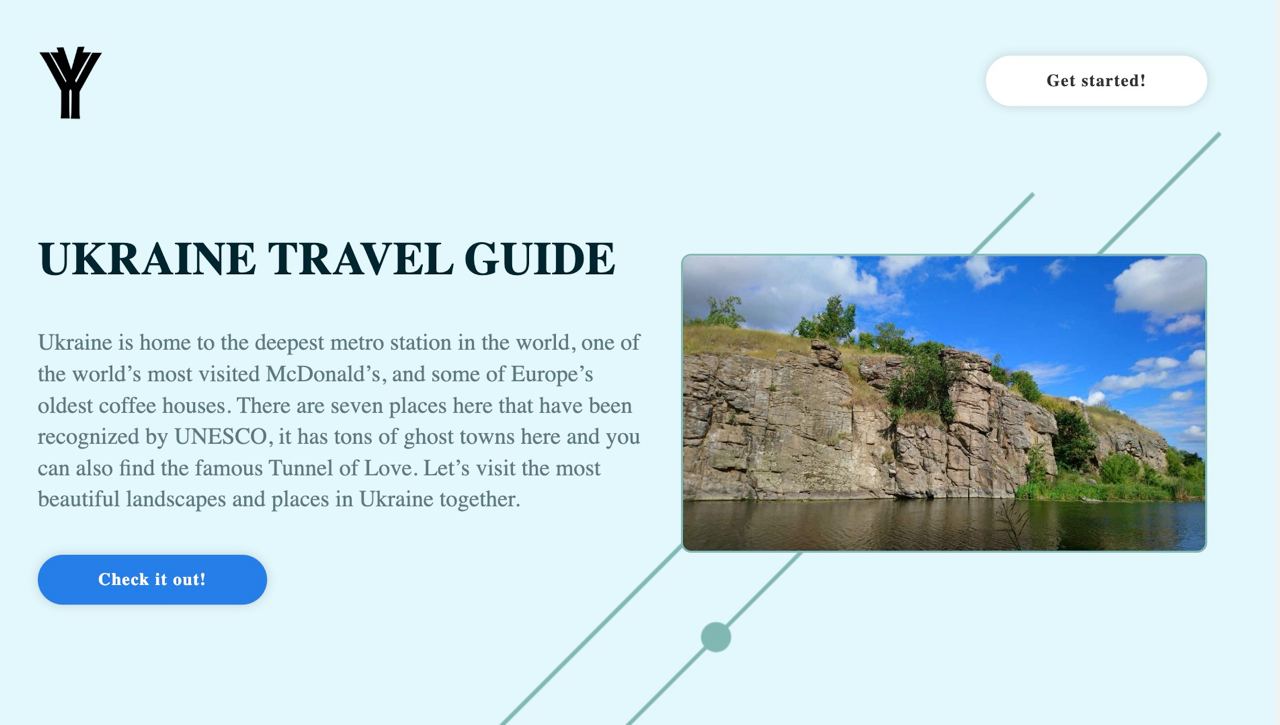 Get started!
UKRAINE TRAVEL GUIDE
Ukraine is home to the deepest metro station in the world, one of
the world’s most visited McDonald’s, and some of Europe’s
oldest coffee houses. There are seven places here that have been
recognized by UNESCO, it has tons of ghost towns here and you
can also find the famous Tunnel of Love. Let’s visit the most
beautiful landscapes and places in Ukraine together.
Check it out!